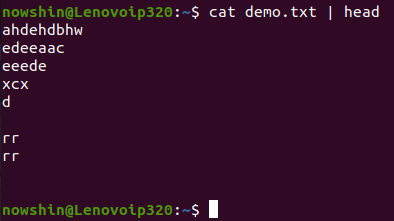 nowshin@Lenovoip320:~$ cat demo.txt | head
ahdehdbhw
edeeaac
eeede
xcx
d
rr
rr
nowshin@Lenovoip320:~$